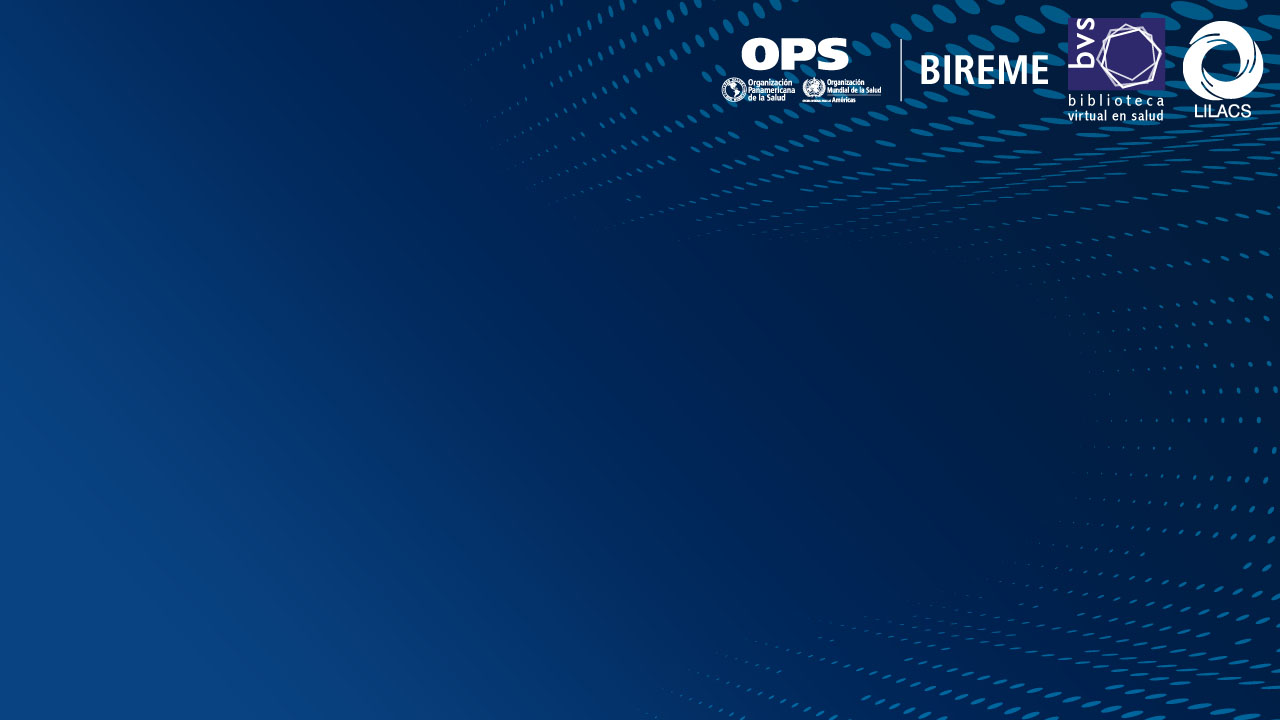 OPS
Organización
Panamericana
de la Salud
Organización
Mundial de la Salud
Américas
BIREME
bvs
biblioteca
virtual en salud
LILACS